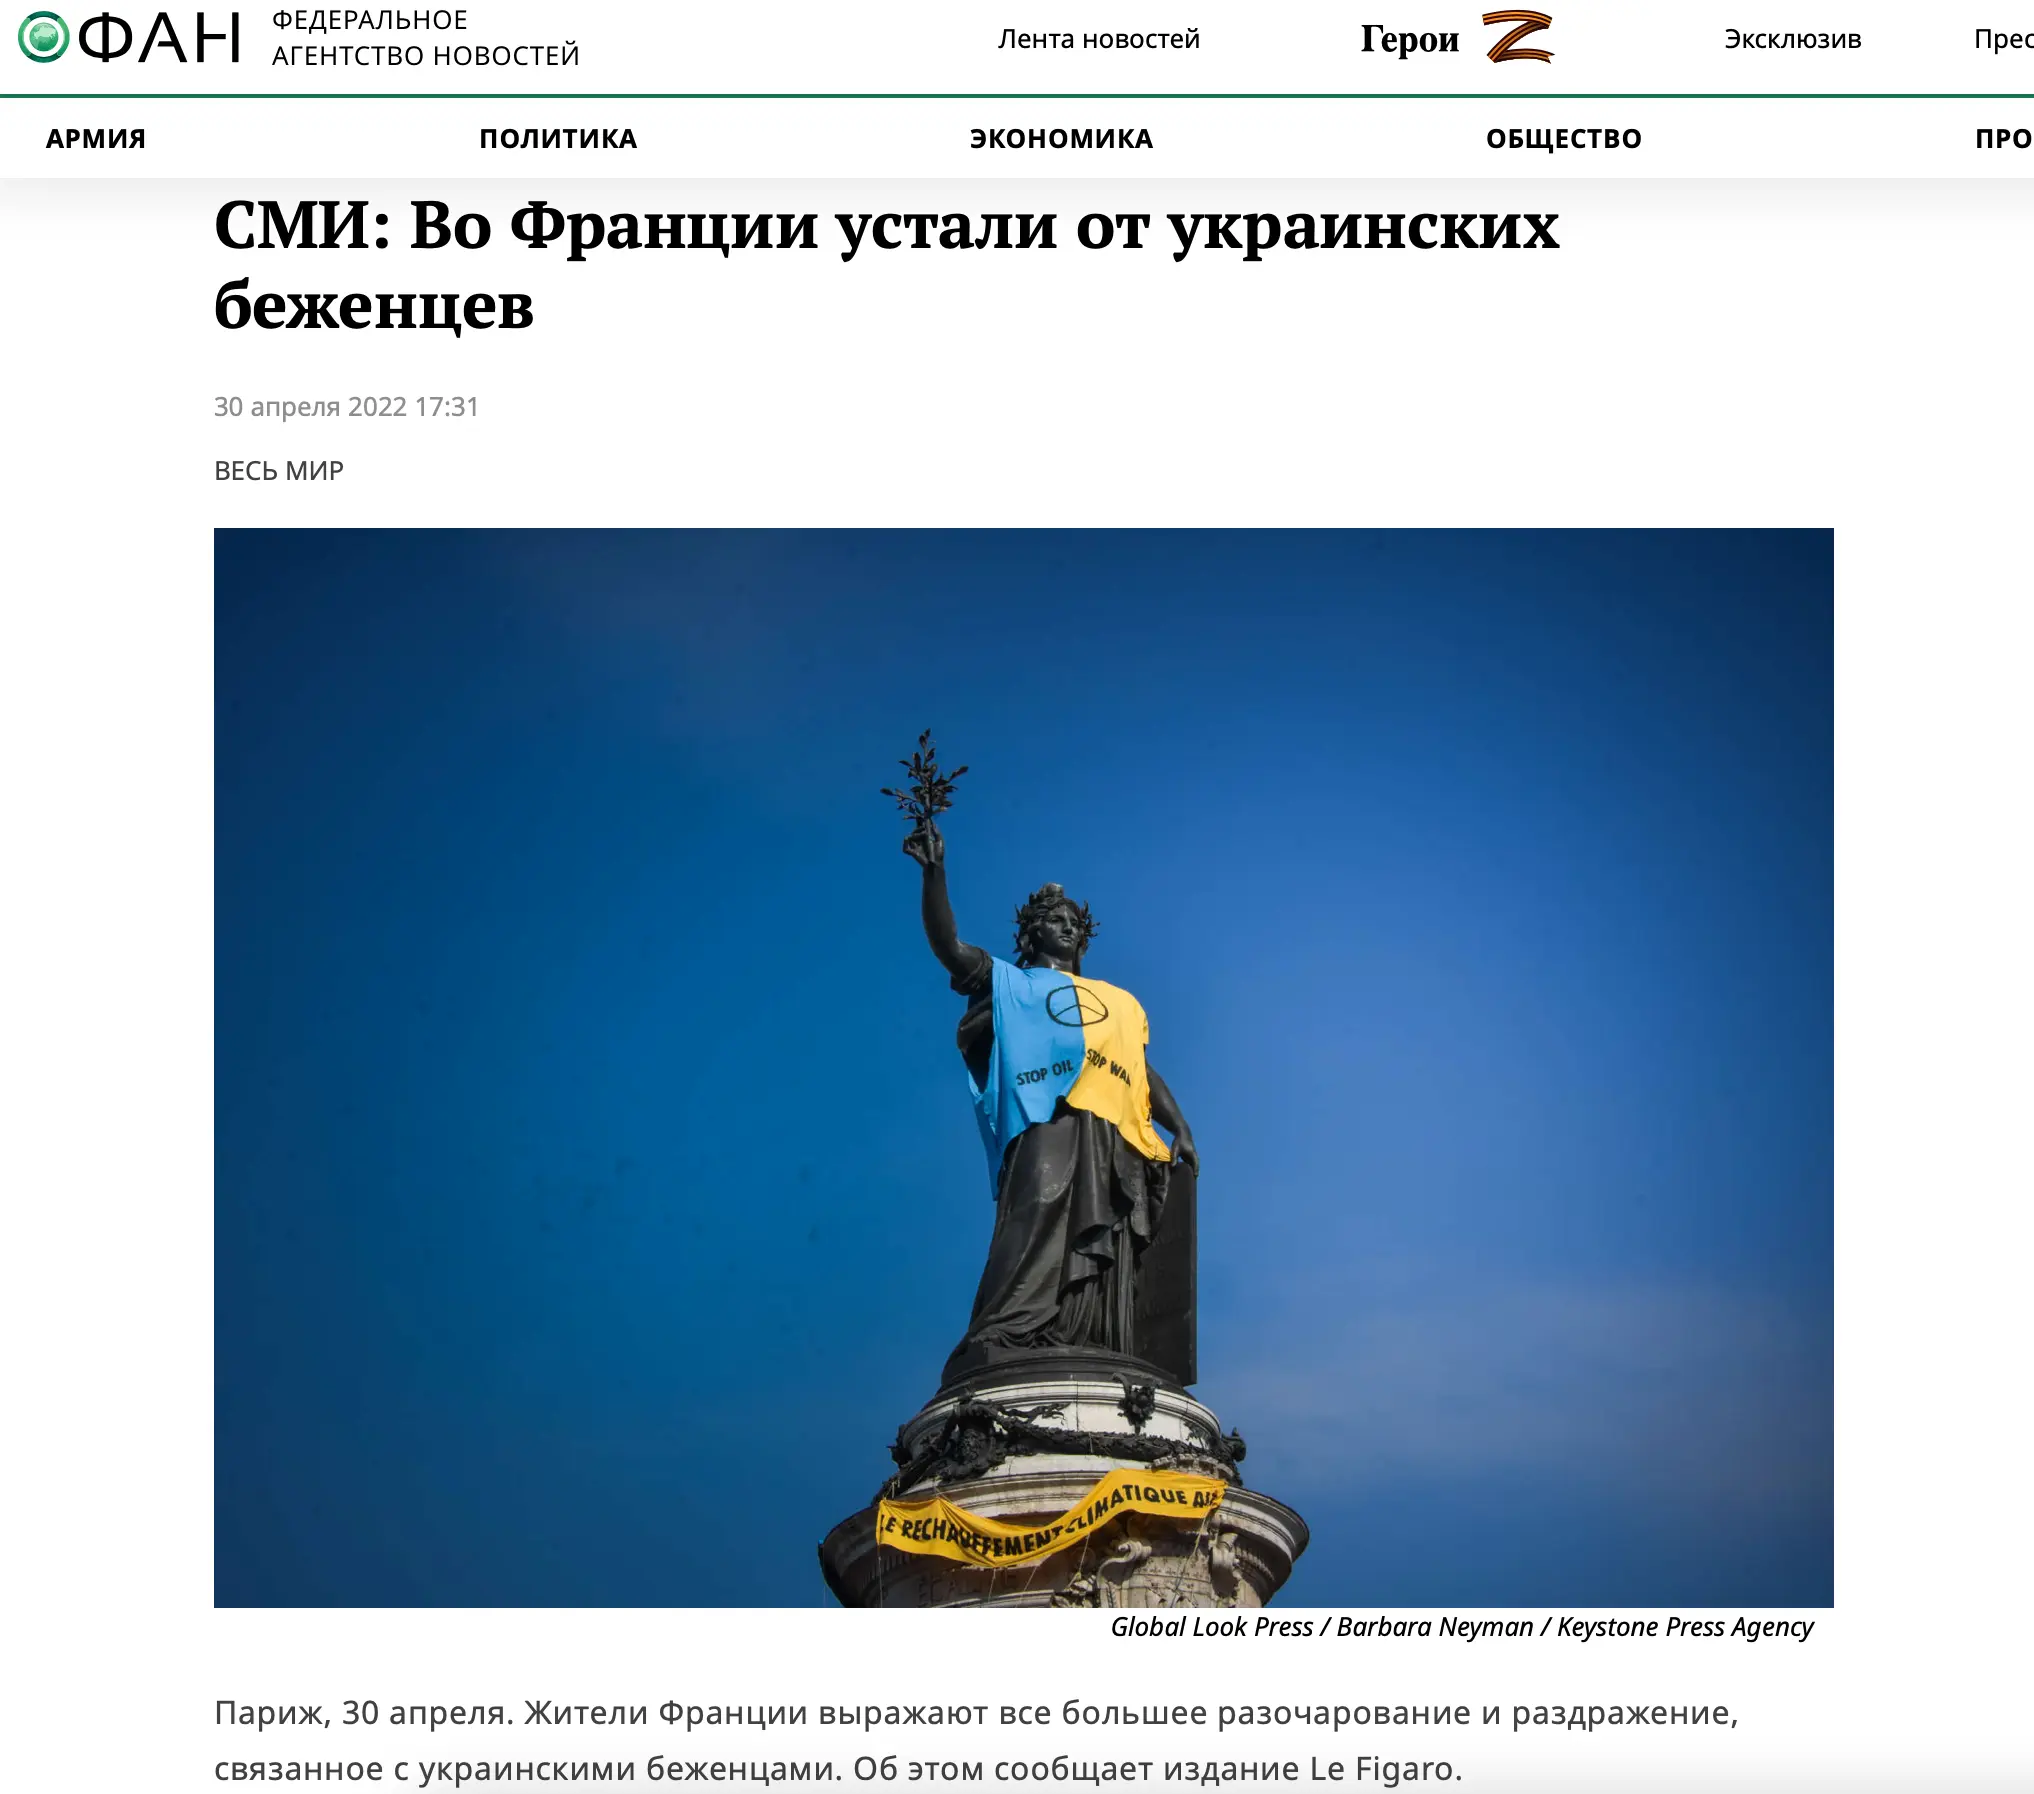 ФАН
ФЕДЕРАЛЬНОЕ
АГЕНТСТВО НОВОСТЕЙ
Лента новостей
Герои Z
Эксклюзив
АРМИЯ
ПОЛИТИКА
ЭКОНОМИКА
ОБЩЕСТВО
СМИ: Во Франции устали от украинских
беженцев
30 апреля 2022 17:31
ВЕСЬ МИР
STOP OIL
STOP WAR
LE RECHAUFFEMENT CLIMATIQUE
Global Look Press / Barbara Neyman / Keystone Press Agency
Париж, 30 апреля. Жители Франции выражают все большее разочарование и раздражение,
связанное с украинскими беженцами. Об этом сообщает издание Le Figaro.